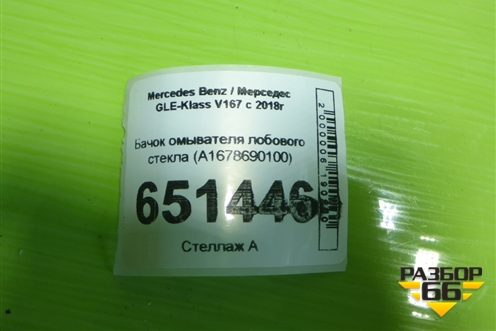 Mercedes Benz / Мерседес
GLE-Klass V167 с 2018г
Бачок омывателя лобового
стекла (A1678690100)
651446
Стеллаж А
РАЗБОР
66